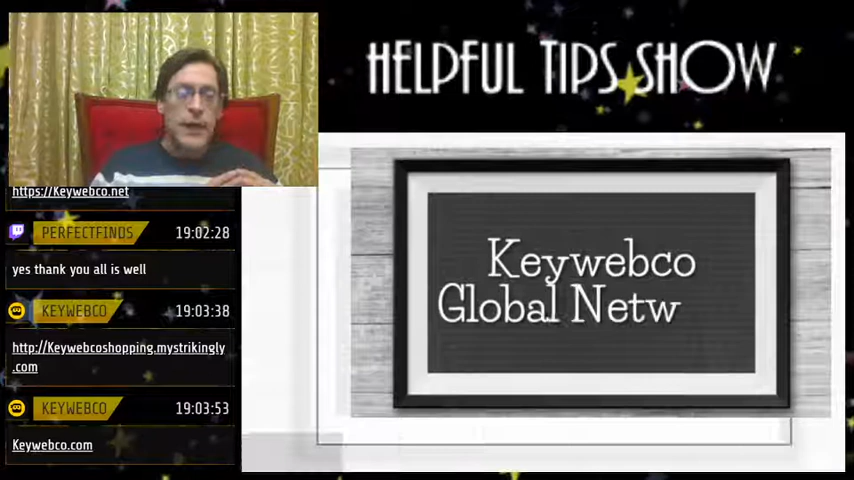 HELPFUL TIPS SHOW
https://Keywebco.net
PERFECTFINDS 19:02:28
yes thank you all is well
KEYWEBCO 19:03:38
http://Keywebcoshopping.mystrikingly
.com
KEYWEBCO 19:03:53
Keywebco.com
Keywebco
Global Netw